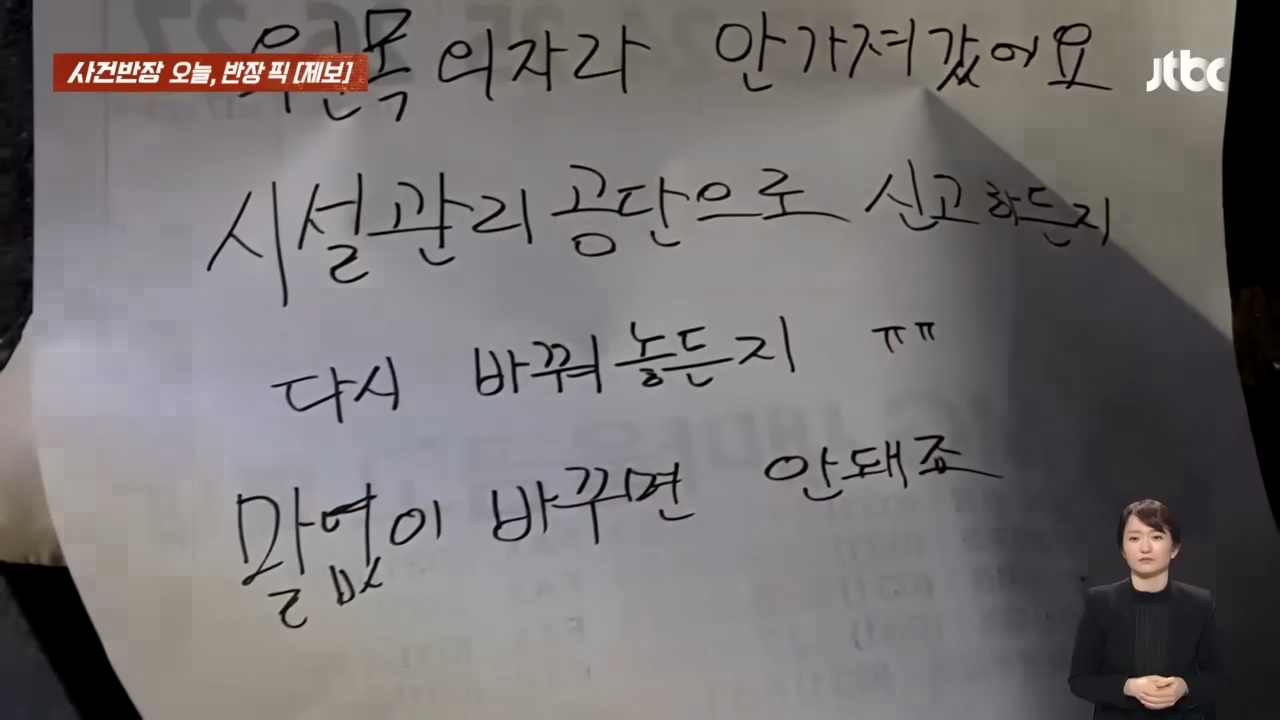 사건반장 오늘, 반장 픽 [제보]
jtbc
의자라 안가져갔어요
시설관리공단으로 신고하든지
다시 바꿔놓든지 ㅠㅠ
말없이 바꾸면 안돼죠